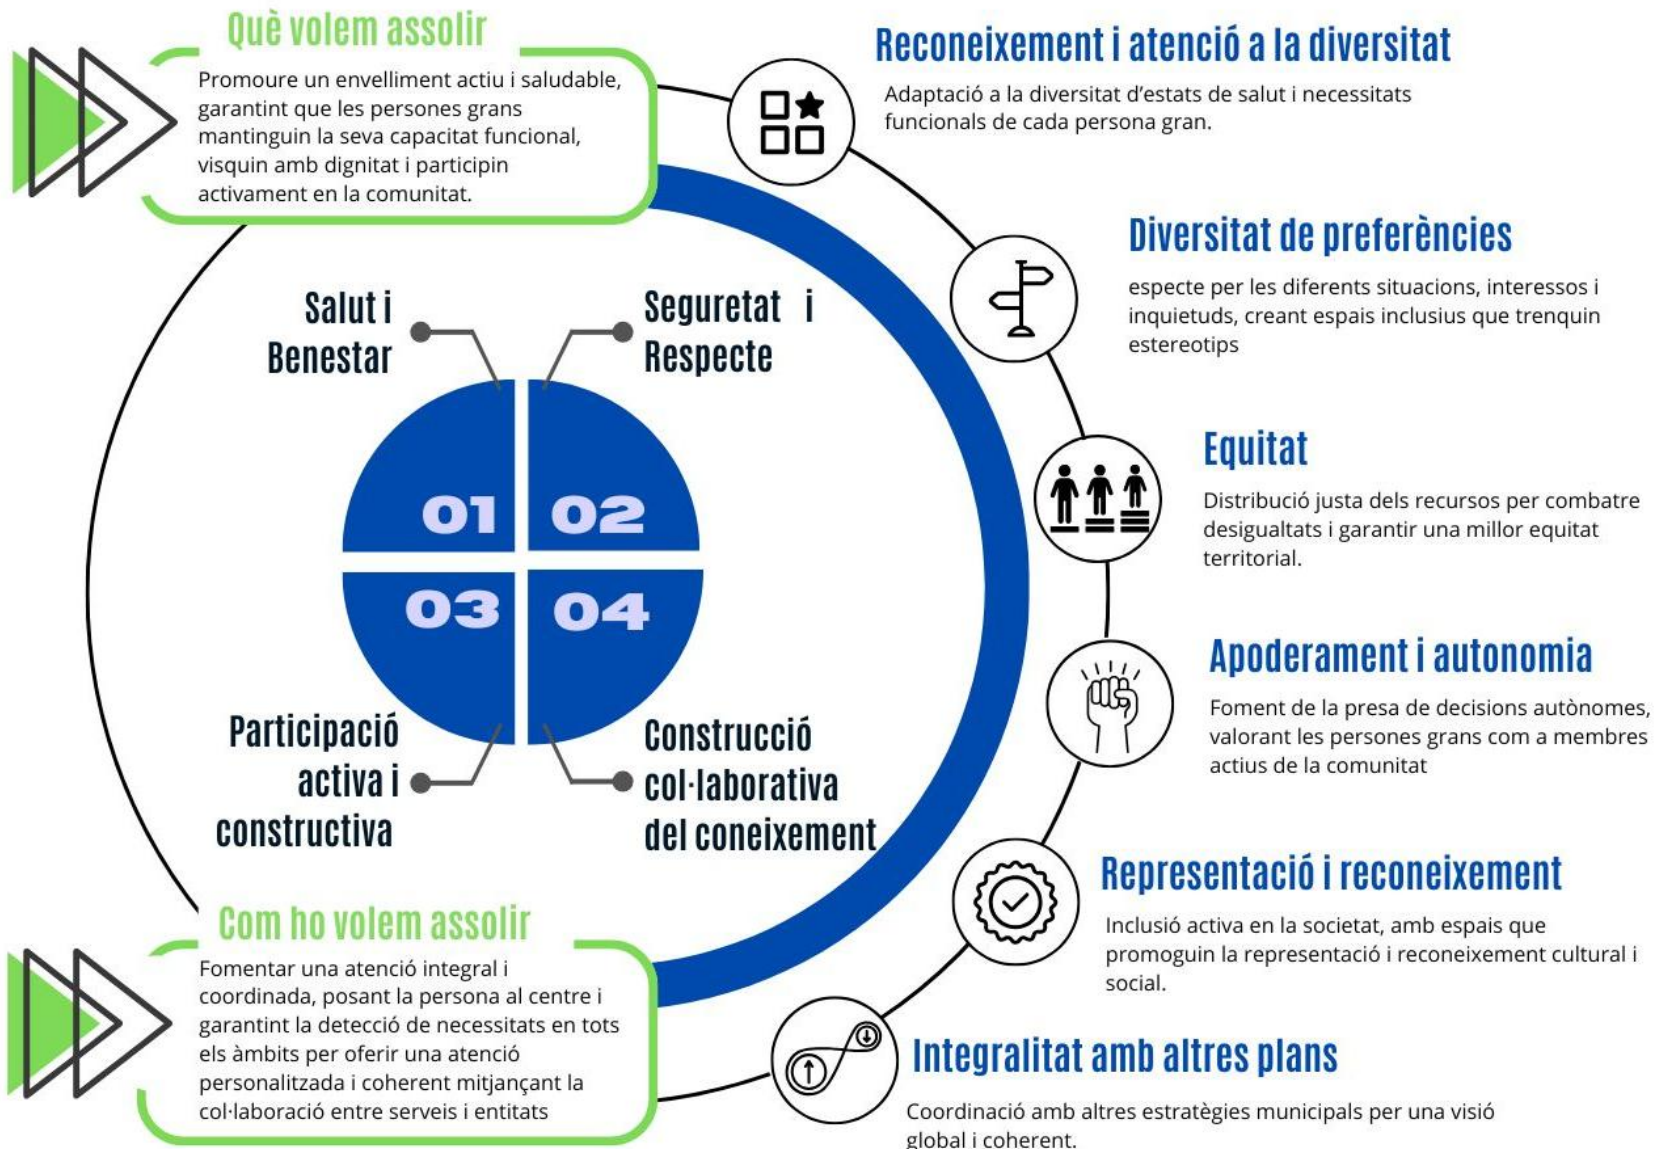 Què volem assolir
Promoure un envelliment actiu i saludable,
garantint que les persones grans
mantinguin la seva capacitat funcional,
visquin amb dignitat i participin
activament en la comunitat.
Reconeixement i atenció a la diversitat
Adaptació a la diversitat d'estats de salut i necessitats
funcionals de cada persona gran.
Diversitat de preferències
especte per les diferents situacions, interessos i
inquietuds, creant espais inclusius que trenquin
estereotips
Equitat
Distribució justa dels recursos per combatre
desigualtats i garantir una millor equitat
territorial.
Apoderament i autonomia
Foment de la presa de decisions autònomes,
valorant les persones grans com a membres
actius de la comunitat
Representació i reconeixement
Inclusió activa en la societat, amb espais que
promoguin la representació i reconeixement cultural i
social.
Integralitat amb altres plans
Coordinació amb altres estratègies municipals per una visió
global i coherent.
Salut i
Benestar
Seguretat i
Respecte
01
02
03
04
Participació
activa i
constructiva
Construcció
col·laborativa
del coneixement
Com ho volem assolir
Fomentar una atenció integral i
coordinada, posant la persona al centre i
garantint la detecció de necessitats en tots
els àmbits per oferir una atenció
personalitzada i coherent mitjançant la
col·laboració entre serveis i entitats